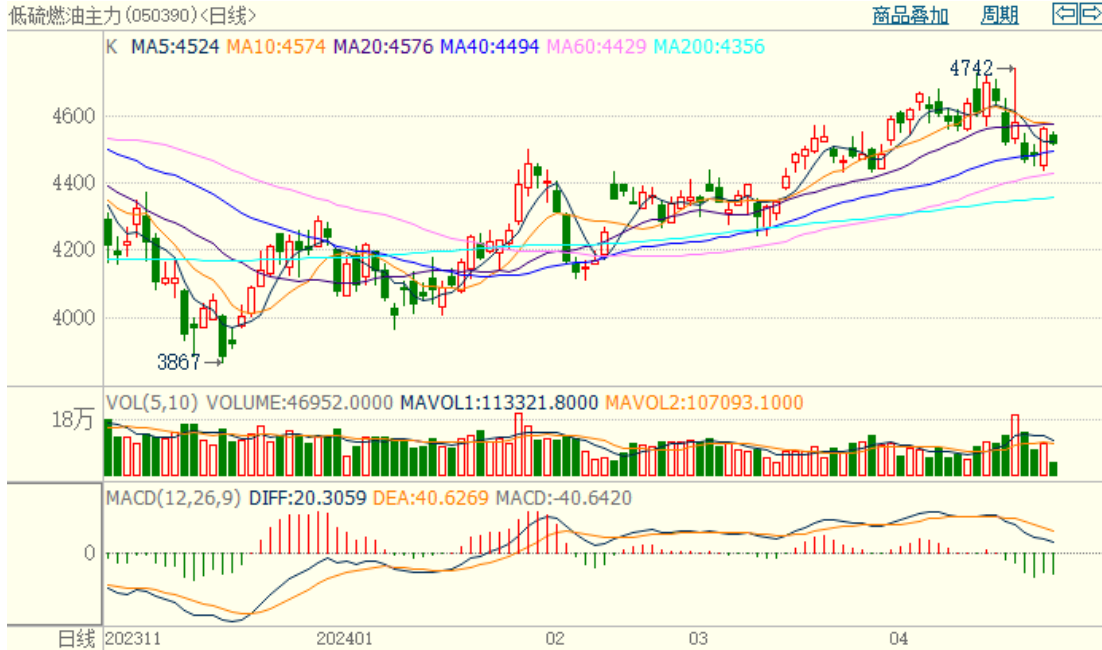 低硫燃油主力(050390)<日线> 商品叠加 周期
K MA5:4524 MA10:4574 MA20:4576 MA40:4494 MA60:4429 MA200:4356
4742
4600
4400
4200
4000
3867
VOL(5,10) VOLUME:46952.0000 MAVOL1:113321.8000 MAVOL2:107093.1000
18万
MACD(12,26,9) DIFF:20.3059 DEA:40.6269 MACD:-40.6420
0
日线 202311 202401 02 03 04